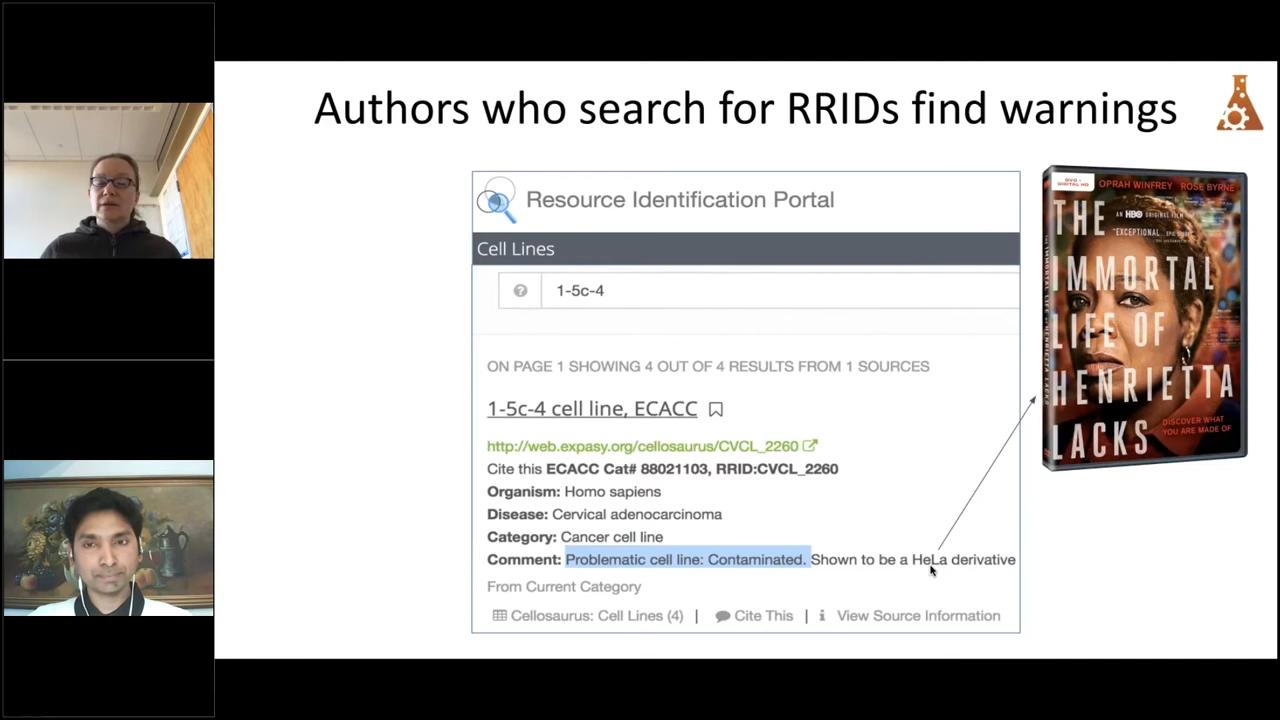 Authors who search for RRIDs find warnings
Resource Identification Portal
Cell Lines
1-5c-4
ON PAGE 1 SHOWING 4 OUT OF 4 RESULTS FROM 1 SOURCES
1-5c-4 cell line, ECACC
http://web.expasy.org/cellosaurus/CVCL_2260
Cite this ECACC Cat# 88021103, RRID:CVCL_2260
Organism: Homo sapiens
Disease: Cervical adenocarcinoma
Category: Cancer cell line
Comment: Problematic cell line: Contaminated. Shown to be a HeLa derivative
From Current Category
Cellosaurus: Cell Lines (4) | Cite This | i View Source Information
DVD +
DIGITAL HD
OPRAH WINFREY ROSE BYRNE
AN HBO ORIGINAL FILM
"EXCEPTIONAL
THE
IMMORTAL
LIFE OF
HENRIETTA
LACKS
DISCOVER WHAT
YOU ARE MADE OF